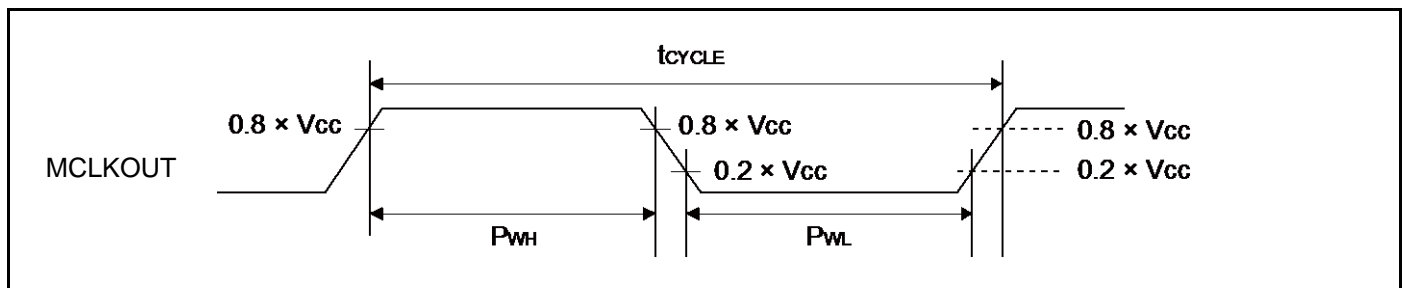 tCYCLE
0.8 × Vcc
0.8 × Vcc
0.8 × Vcc
MCLKOUT
0.2 × Vcc
0.2 × Vcc
PWH
PWL